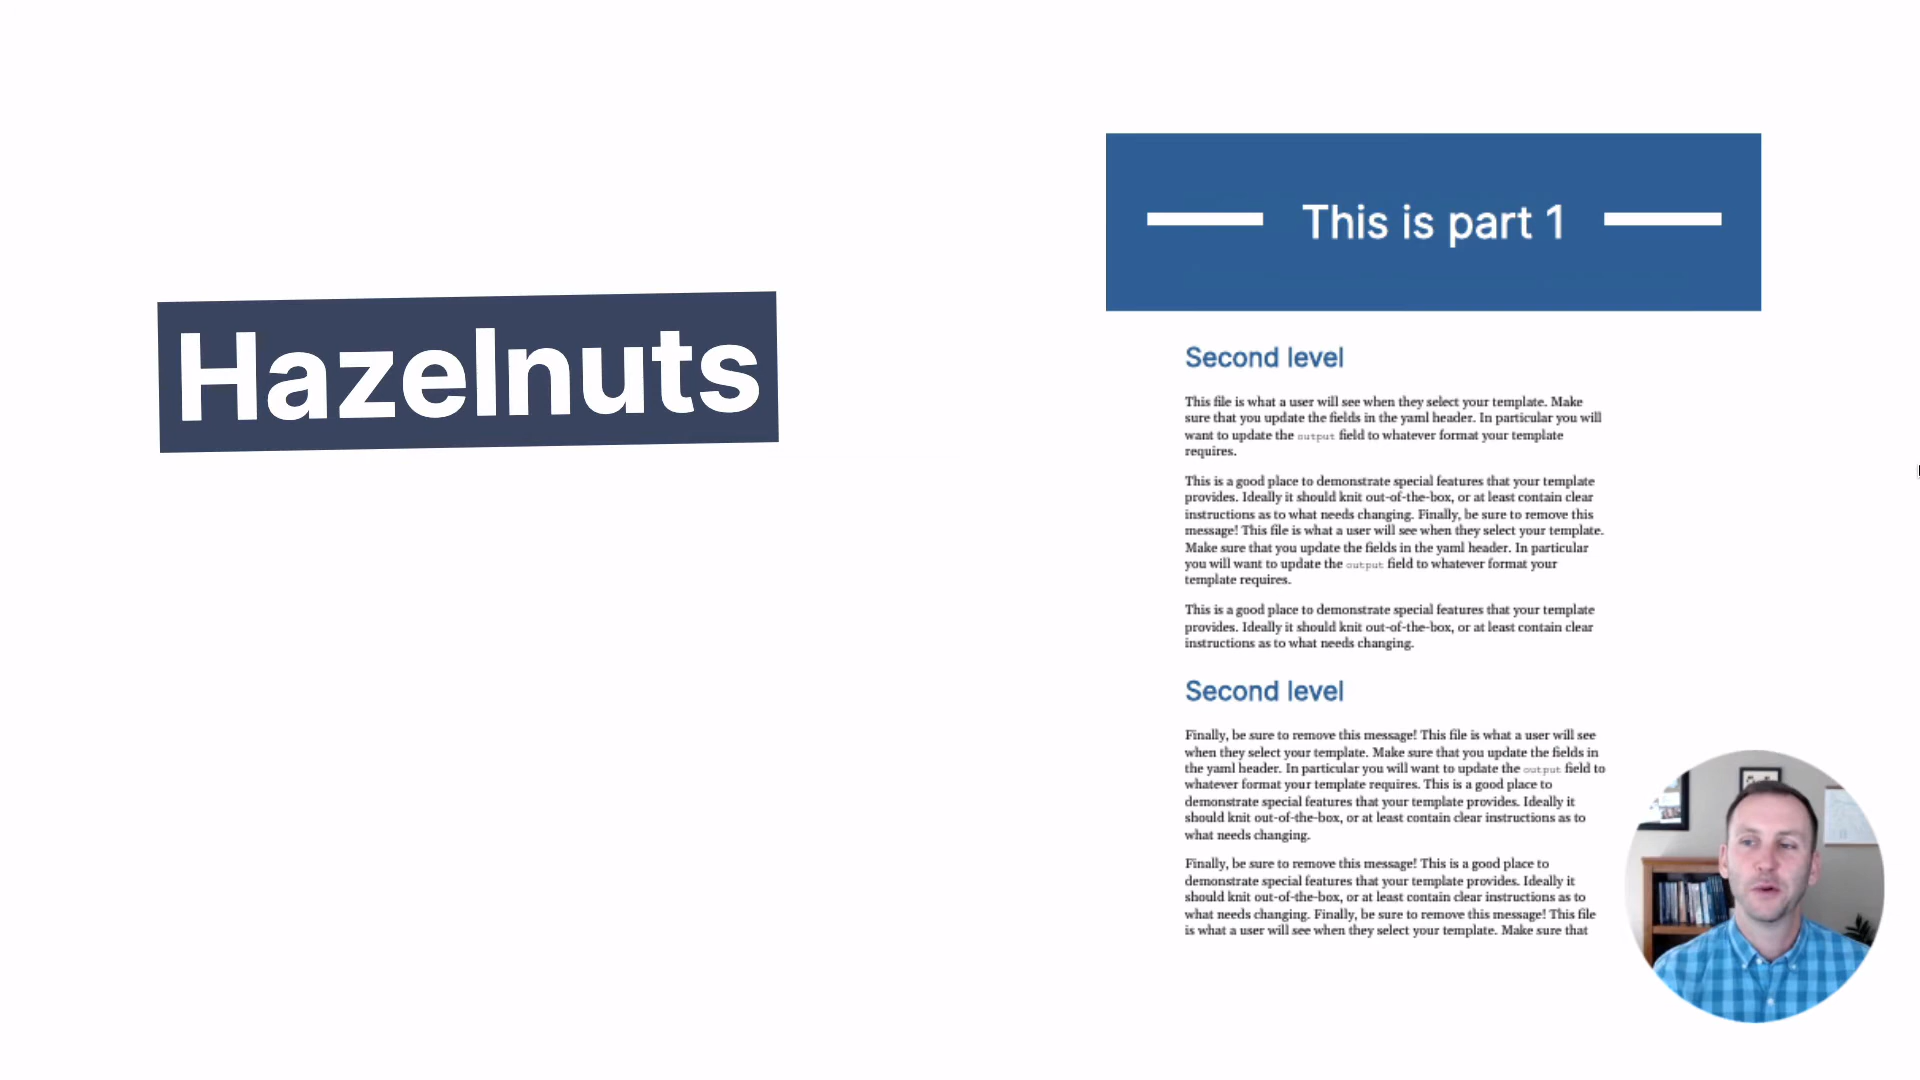 Hazelnuts
This is part 1
Second level
This file is what a user will see when they select your template. Make
sure that you update the fields in the yaml header. In particular you will
want to update the output field to whatever format your template
requires.
This is a good place to demonstrate special features that your template
provides. Ideally it should knit out-of-the-box, or at least contain clear
instructions as to what needs changing. Finally, be sure to remove this
message! This file is what a user will see when they select your template.
Make sure that you update the fields in the yaml header. In particular
you will want to update the output field to whatever format your
template requires.
This is a good place to demonstrate special features that your template
provides. Ideally it should knit out-of-the-box, or at least contain clear
instructions as to what needs changing.
Second level
Finally, be sure to remove this message! This file is what a user will see
when they select your template. Make sure that you update the fields in
the yaml header. In particular you will want to update the output field to
whatever format your template requires. This is a good place to
demonstrate special features that your template provides. Ideally it
should knit out-of-the-box, or at least contain clear instructions as to
what needs changing.
Finally, be sure to remove this message! This is a good place to
demonstrate special features that your template provides. Ideally it
should knit out-of-the-box, or at least contain clear instructions as to
what needs changing. Finally, be sure to remove this message! This file
is what a user will see when they select your template. Make sure that